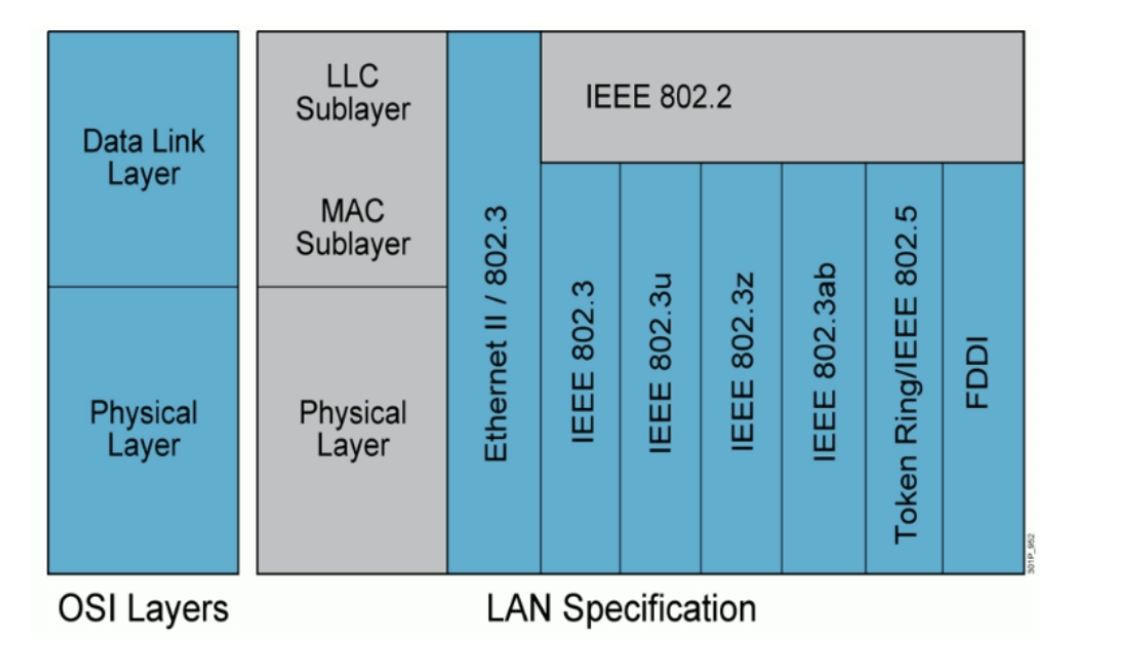 Data Link
Layer
Physical
Layer
LLC
Sublayer
MAC
Sublayer
Physical
Layer
Ethernet II / 802.3
IEEE 802.2
IEEE 802.3
IEEE 802.3u
IEEE 802.3z
IEEE 802.3ab
Token Ring/IEEE 802.5
FDDI
301P_952
OSI Layers
LAN Specification